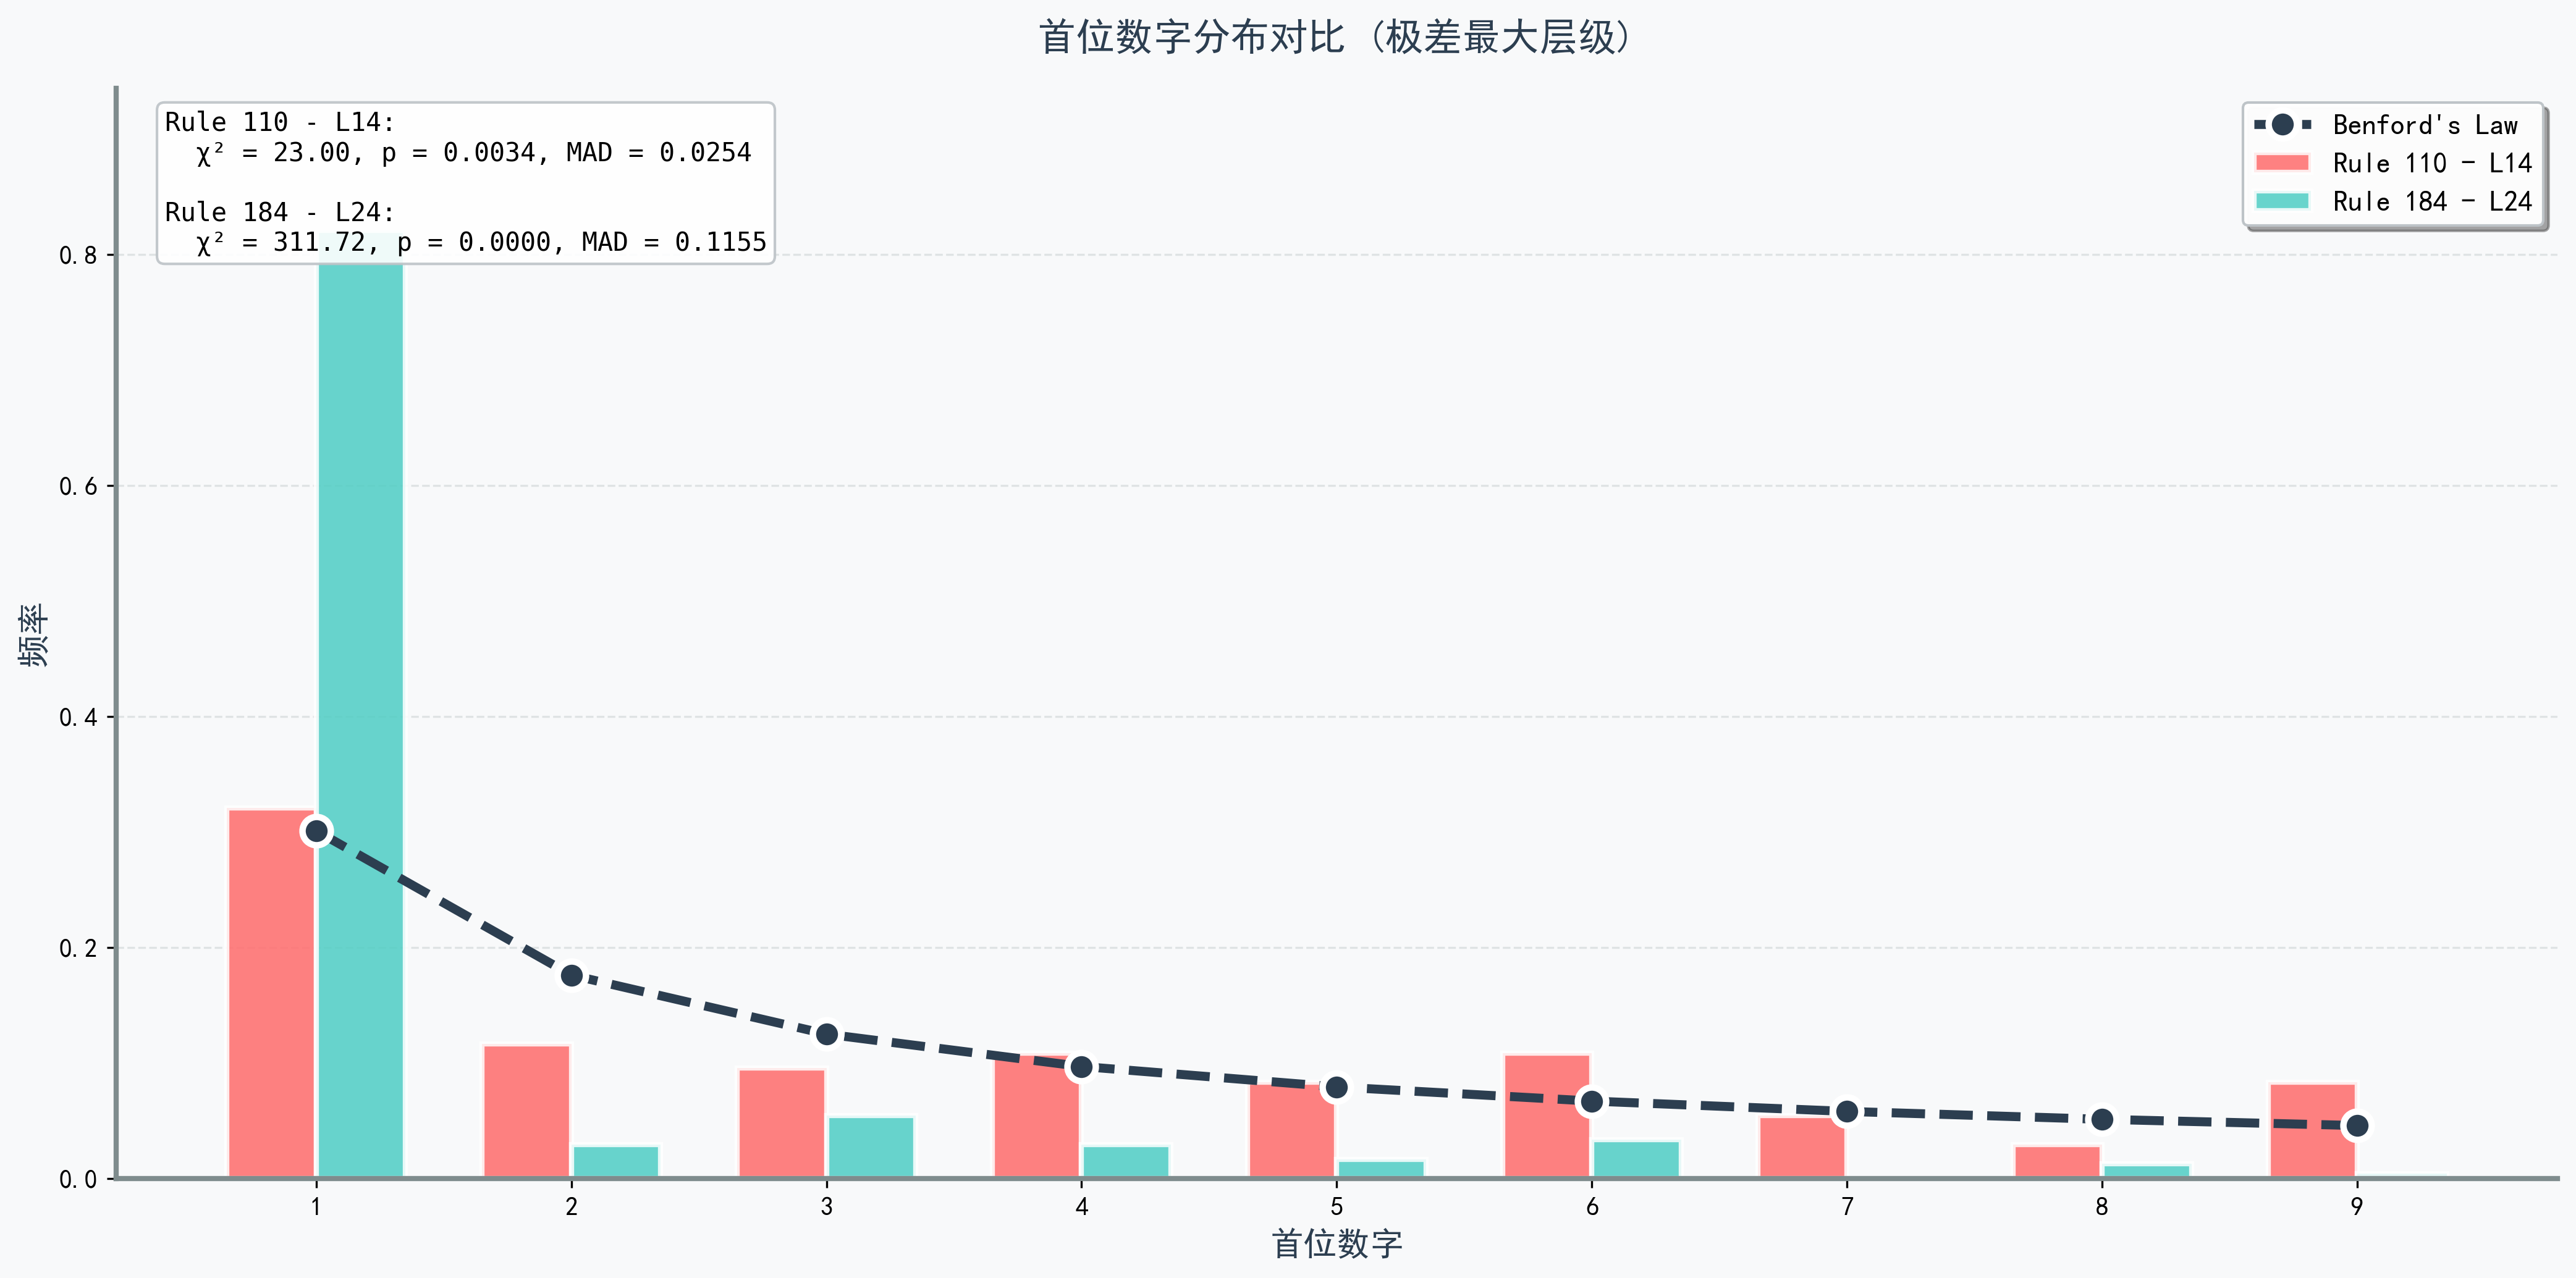 首位数字分布对比 (极差最大层级)
Rule 110 - L14:
χ² = 23.00, p = 0.0034, MAD = 0.0254
Rule 184 - L24:
χ² = 311.72, p = 0.0000, MAD = 0.1155
Benford's Law
Rule 110 - L14
Rule 184 - L24
频率
0.8
0.6
0.4
0.2
0.0
1 2 3 4 5 6 7 8 9
首位数字